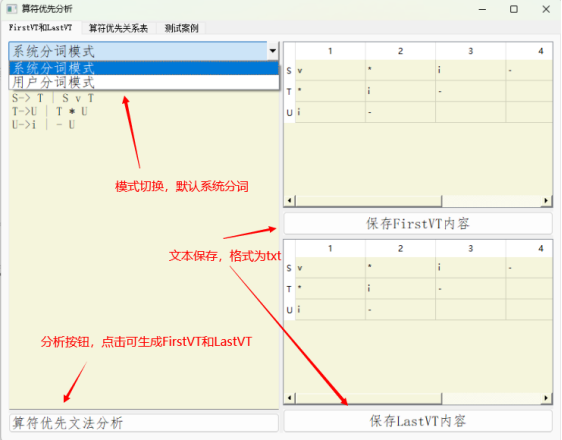 算符优先分析
FirstVT和LastVT 算符优先关系表 测试案例
系统分词模式
系统分词模式
用户分词模式
S-> T | S v T
T->U | T * U
U->i | - U
模式切换，默认系统分词
文本保存，格式为txt
分析按钮，点击可生成FirstVT和LastVT
算符优先文法分析
1 2 3 4
S v * i -
T * i -
U i -
保存FirstVT内容
1 2 3 4
S v * i -
T * i -
U i -
保存LastVT内容